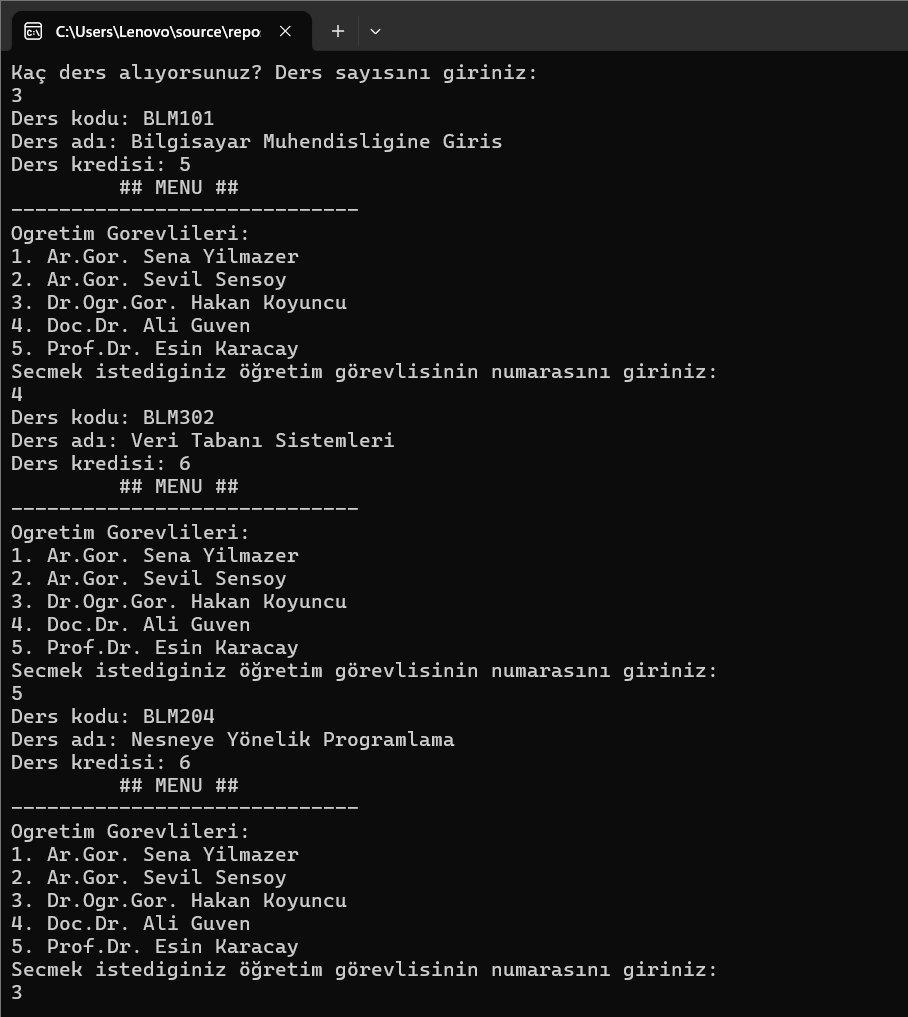 C:\Users\Lenovo\source\repo
Kaç ders alıyorsunuz? Ders sayısını giriniz:
3
Ders kodu: BLM101
Ders adı: Bilgisayar Muhendisligine Giris
Ders kredisi: 5
## MENU ##
-----------------------------
Ogretim Gorevlileri:
1. Ar.Gor. Sena Yilmazer
2. Ar.Gor. Sevil Sensoy
3. Dr.Ogr.Gor. Hakan Koyuncu
4. Doc.Dr. Ali Guven
5. Prof.Dr. Esin Karacay
Secmek istediginiz öğretim görevlisinin numarasını giriniz:
4
Ders kodu: BLM302
Ders adı: Veri Tabanı Sistemleri
Ders kredisi: 6
## MENU ##
-----------------------------
Ogretim Gorevlileri:
1. Ar.Gor. Sena Yilmazer
2. Ar.Gor. Sevil Sensoy
3. Dr.Ogr.Gor. Hakan Koyuncu
4. Doc.Dr. Ali Guven
5. Prof.Dr. Esin Karacay
Secmek istediginiz öğretim görevlisinin numarasını giriniz:
5
Ders kodu: BLM204
Ders adı: Nesneye Yönelik Programlama
Ders kredisi: 6
## MENU ##
-----------------------------
Ogretim Gorevlileri:
1. Ar.Gor. Sena Yilmazer
2. Ar.Gor. Sevil Sensoy
3. Dr.Ogr.Gor. Hakan Koyuncu
4. Doc.Dr. Ali Guven
5. Prof.Dr. Esin Karacay
Secmek istediginiz öğretim görevlisinin numarasını giriniz:
3